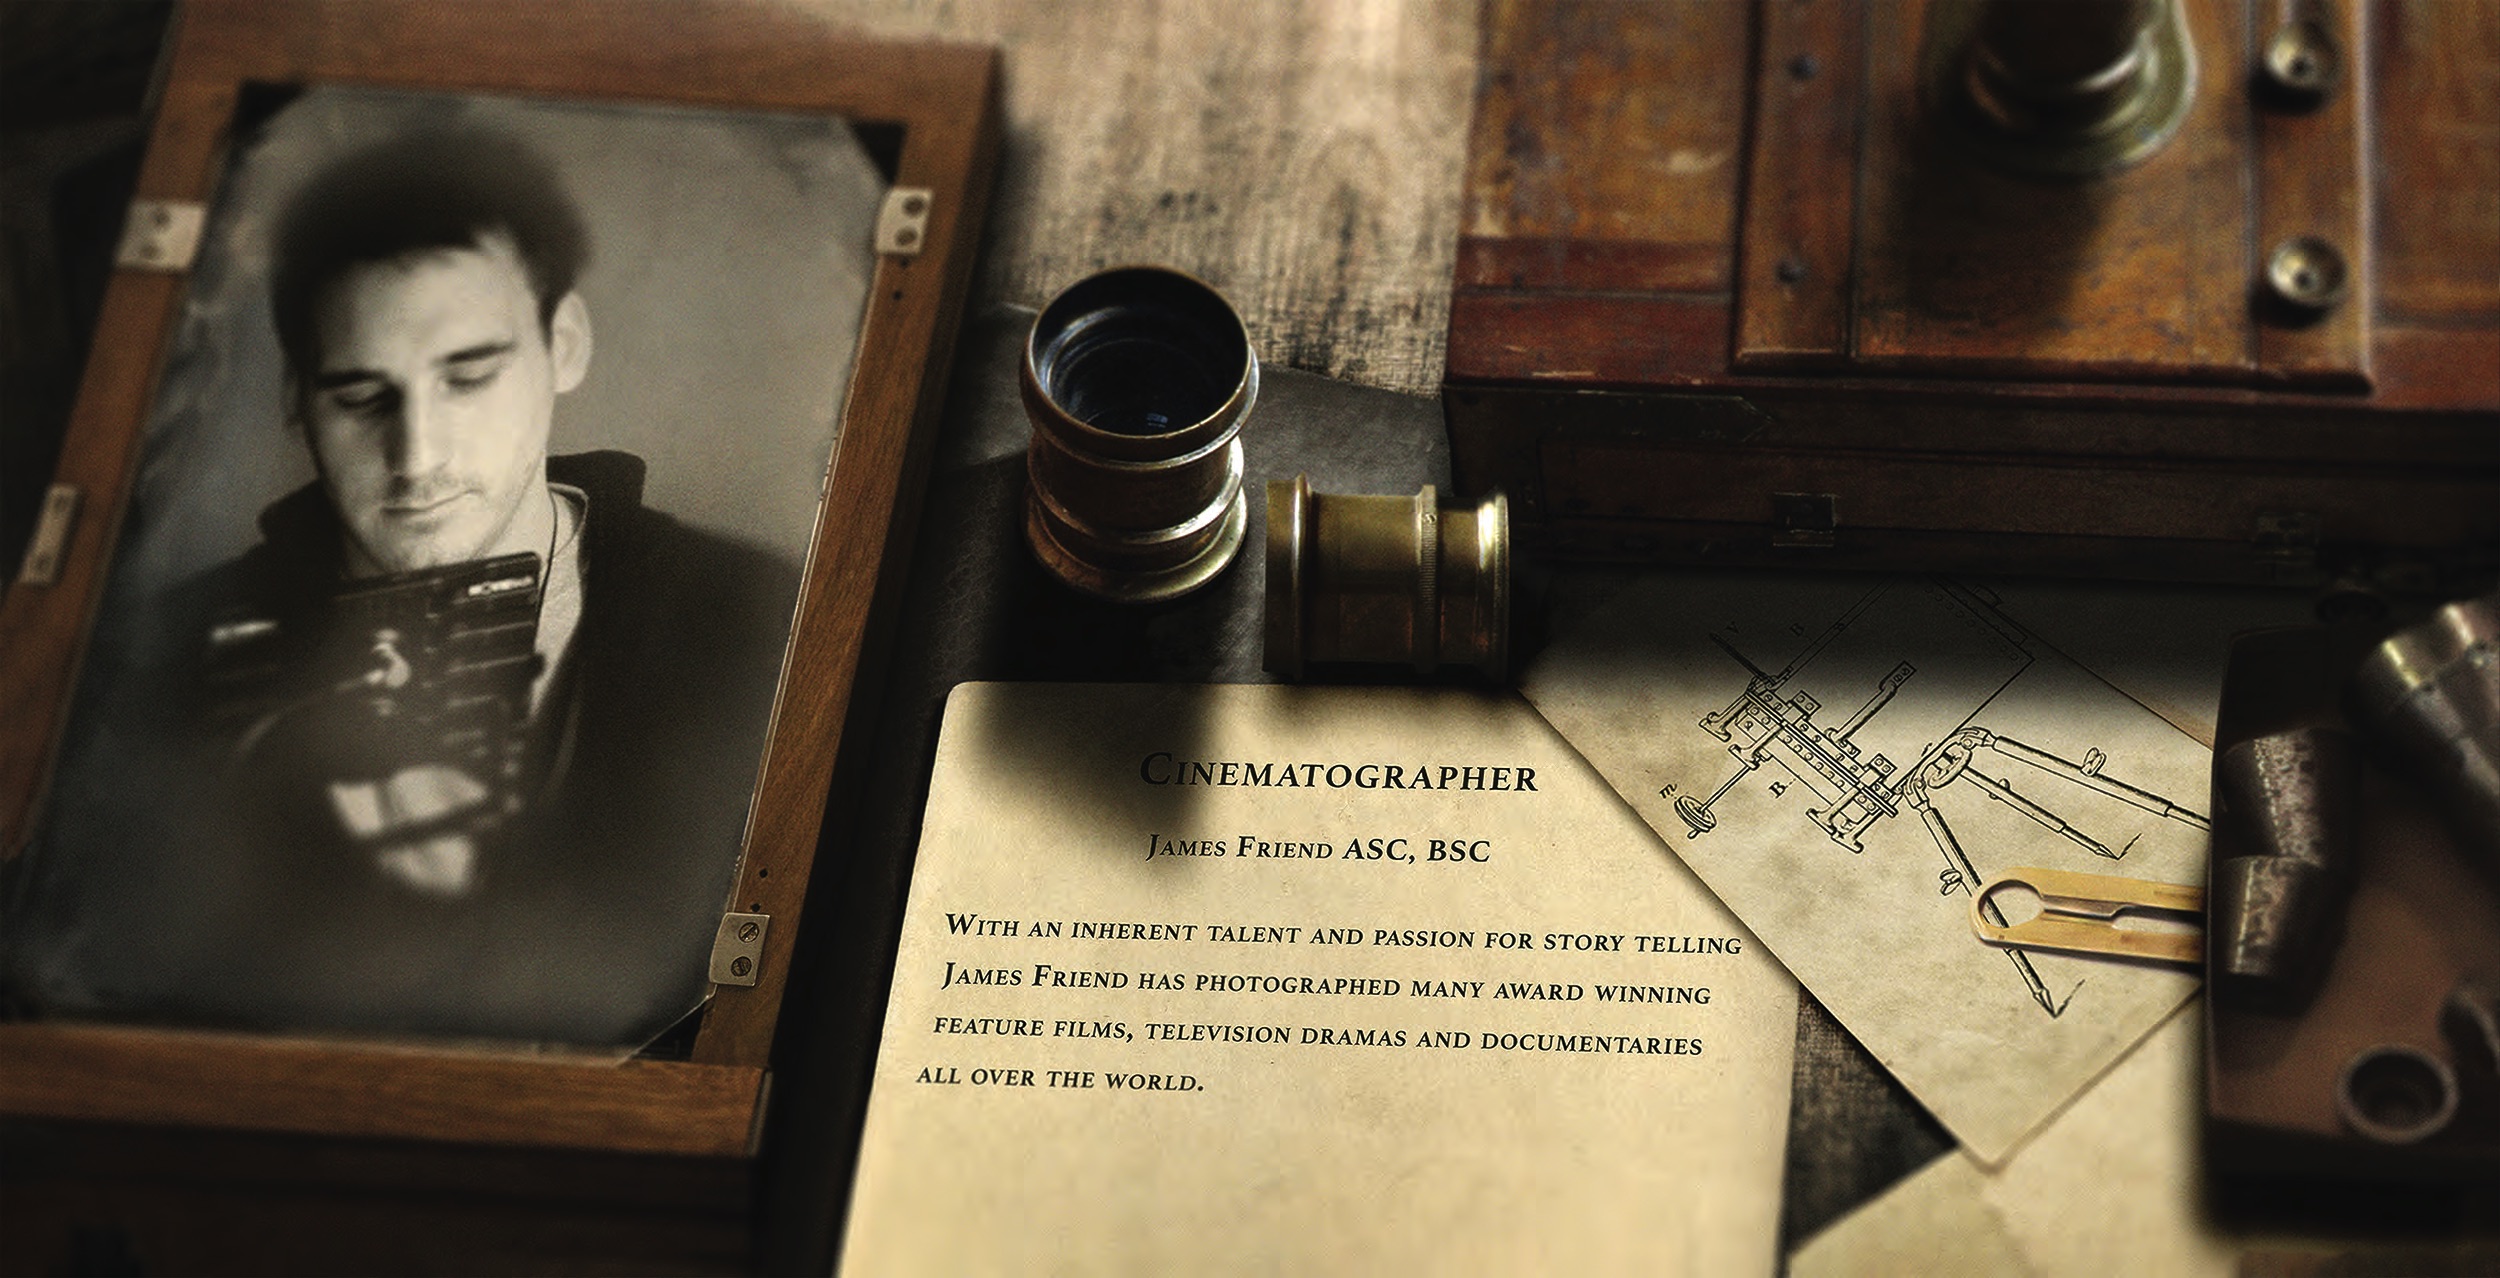 Cinematographer
James Friend ASC, BSC
With an inherent talent and passion for story telling
James Friend has photographed many award winning
feature films, television dramas and documentaries
all over the world.
B
B
m